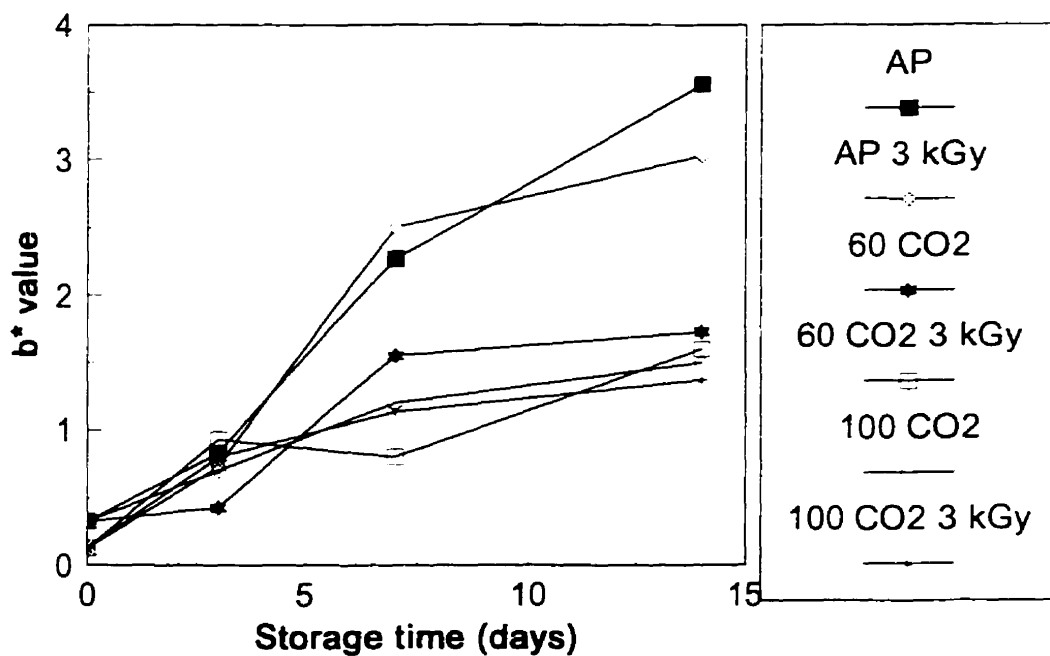 4
3
2
1
0
b* value
0 5 10 15
Storage time (days)
AP
AP 3 kGy
60 CO2
60 CO2 3 kGy
100 CO2
100 CO2 3 kGy